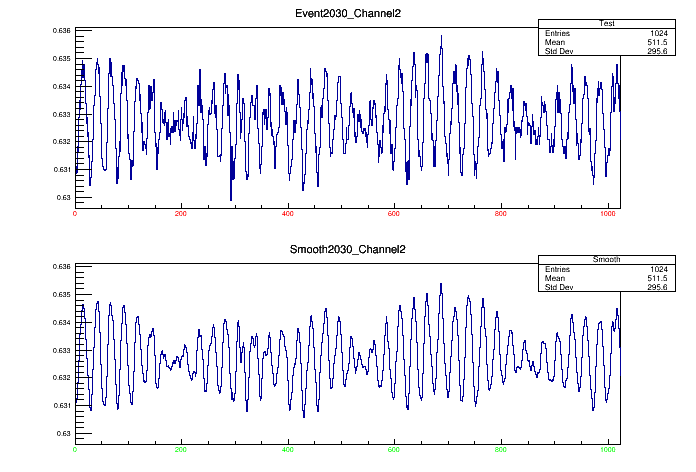 Event2030_Channel2
Test
Entries 1024
Mean 511.5
Std Dev 295.6
0.636
0.635
0.634
0.633
0.632
0.631
0.63
0 200 400 600 800 1000
Smooth2030_Channel2
Smooth
Entries 1024
Mean 511.5
Std Dev 295.6
0.636
0.635
0.634
0.633
0.632
0.631
0.63
0 200 400 600 800 1000